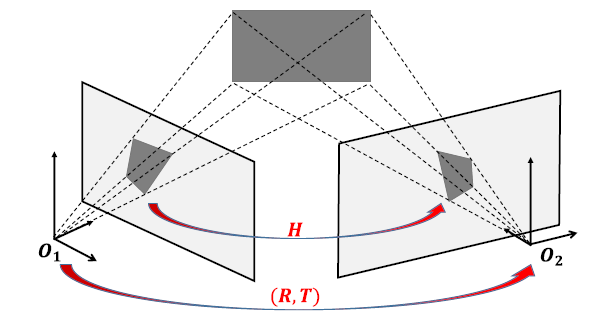 H
O₁
O₂
(R, T)